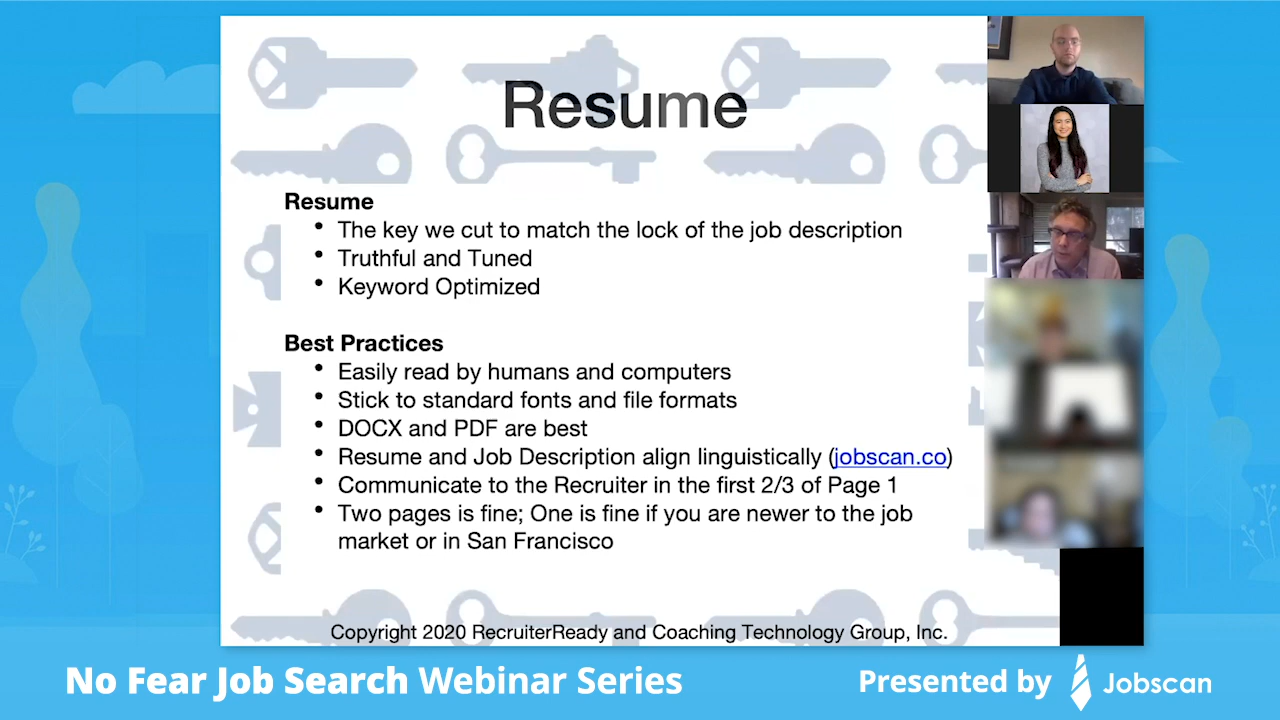 Resume
Resume
• The key we cut to match the lock of the job description
• Truthful and Tuned
• Keyword Optimized
Best Practices
• Easily read by humans and computers
• Stick to standard fonts and file formats
• DOCX and PDF are best
• Resume and Job Description align linguistically (jobscan.co)
• Communicate to the Recruiter in the first 2/3 of Page 1
• Two pages is fine; One is fine if you are newer to the job
market or in San Francisco
Copyright 2020 RecruiterReady and Coaching Technology Group, Inc.
No Fear Job Search Webinar Series
Presented by Jobscan